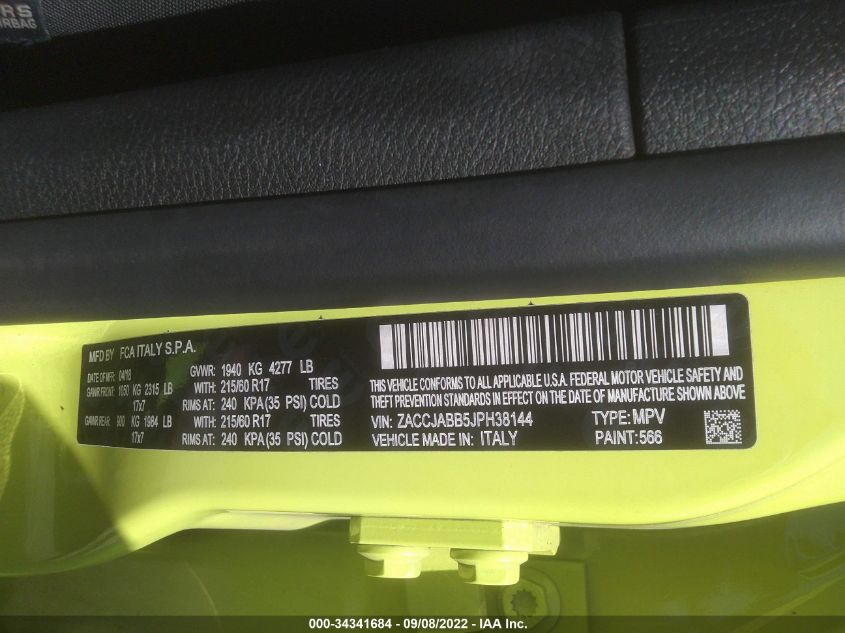 RS
AIRBAG
MFD BY FCA ITALY S.P.A.
DATE OF MFR: 04/18 GVWR: 1940 KG 4277 LB
GAWR FRONT: 1050 KG 2315 LB WITH: 215/60 R17 TIRES
17x7 RIMS AT: 240 KPA (35 PSI) COLD
GAWR REAR: 900 KG 1984 LB WITH: 215/60 R17 TIRES
17x7 RIMS AT: 240 KPA (35 PSI) COLD
THIS VEHICLE CONFORMS TO ALL APPLICABLE U.S.A. FEDERAL MOTOR VEHICLE SAFETY AND
THEFT PREVENTION STANDARDS IN EFFECT ON THE DATE OF MANUFACTURE SHOWN ABOVE
VIN: ZACCJABB5JPH38144 TYPE: MPV
VEHICLE MADE IN: ITALY PAINT: 566
000-34341684 - 09/08/2022 - IAA Inc.